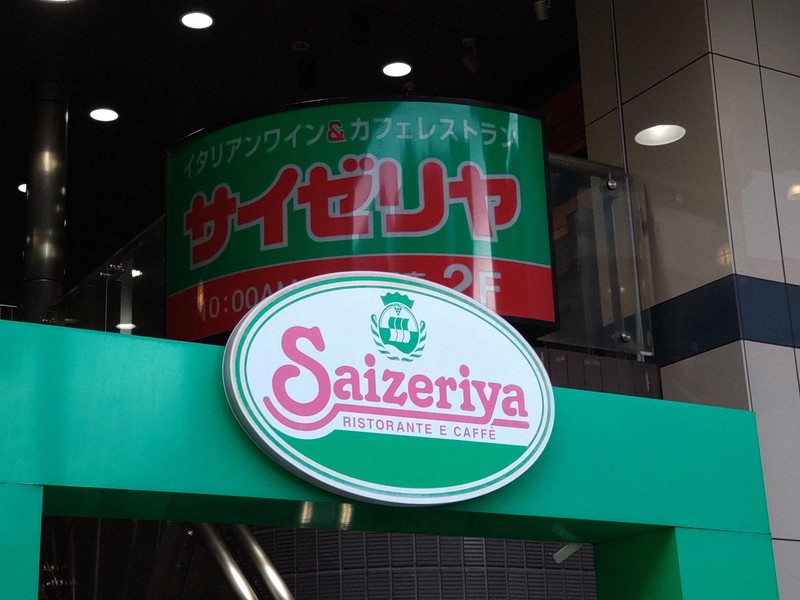 イタリアンワイン&カフェレストラン
サイゼリヤ
10:00AM 2F
Saizeriya
RISTORANTE E CAFFÈ